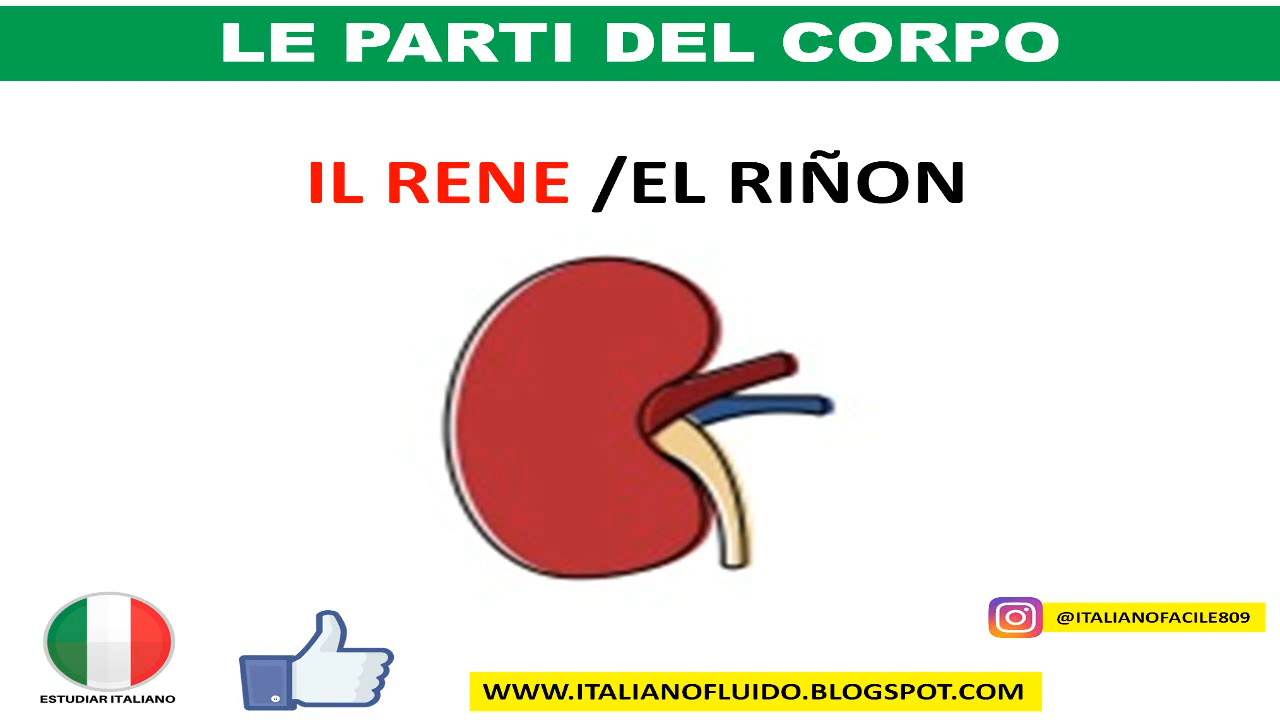 LE PARTI DEL CORPO
IL RENE /EL RIÑON
@ITALIANOFACILE809
ESTUDIAR ITALIANO
WWW.ITALIANOFLUIDO.BLOGSPOT.COM